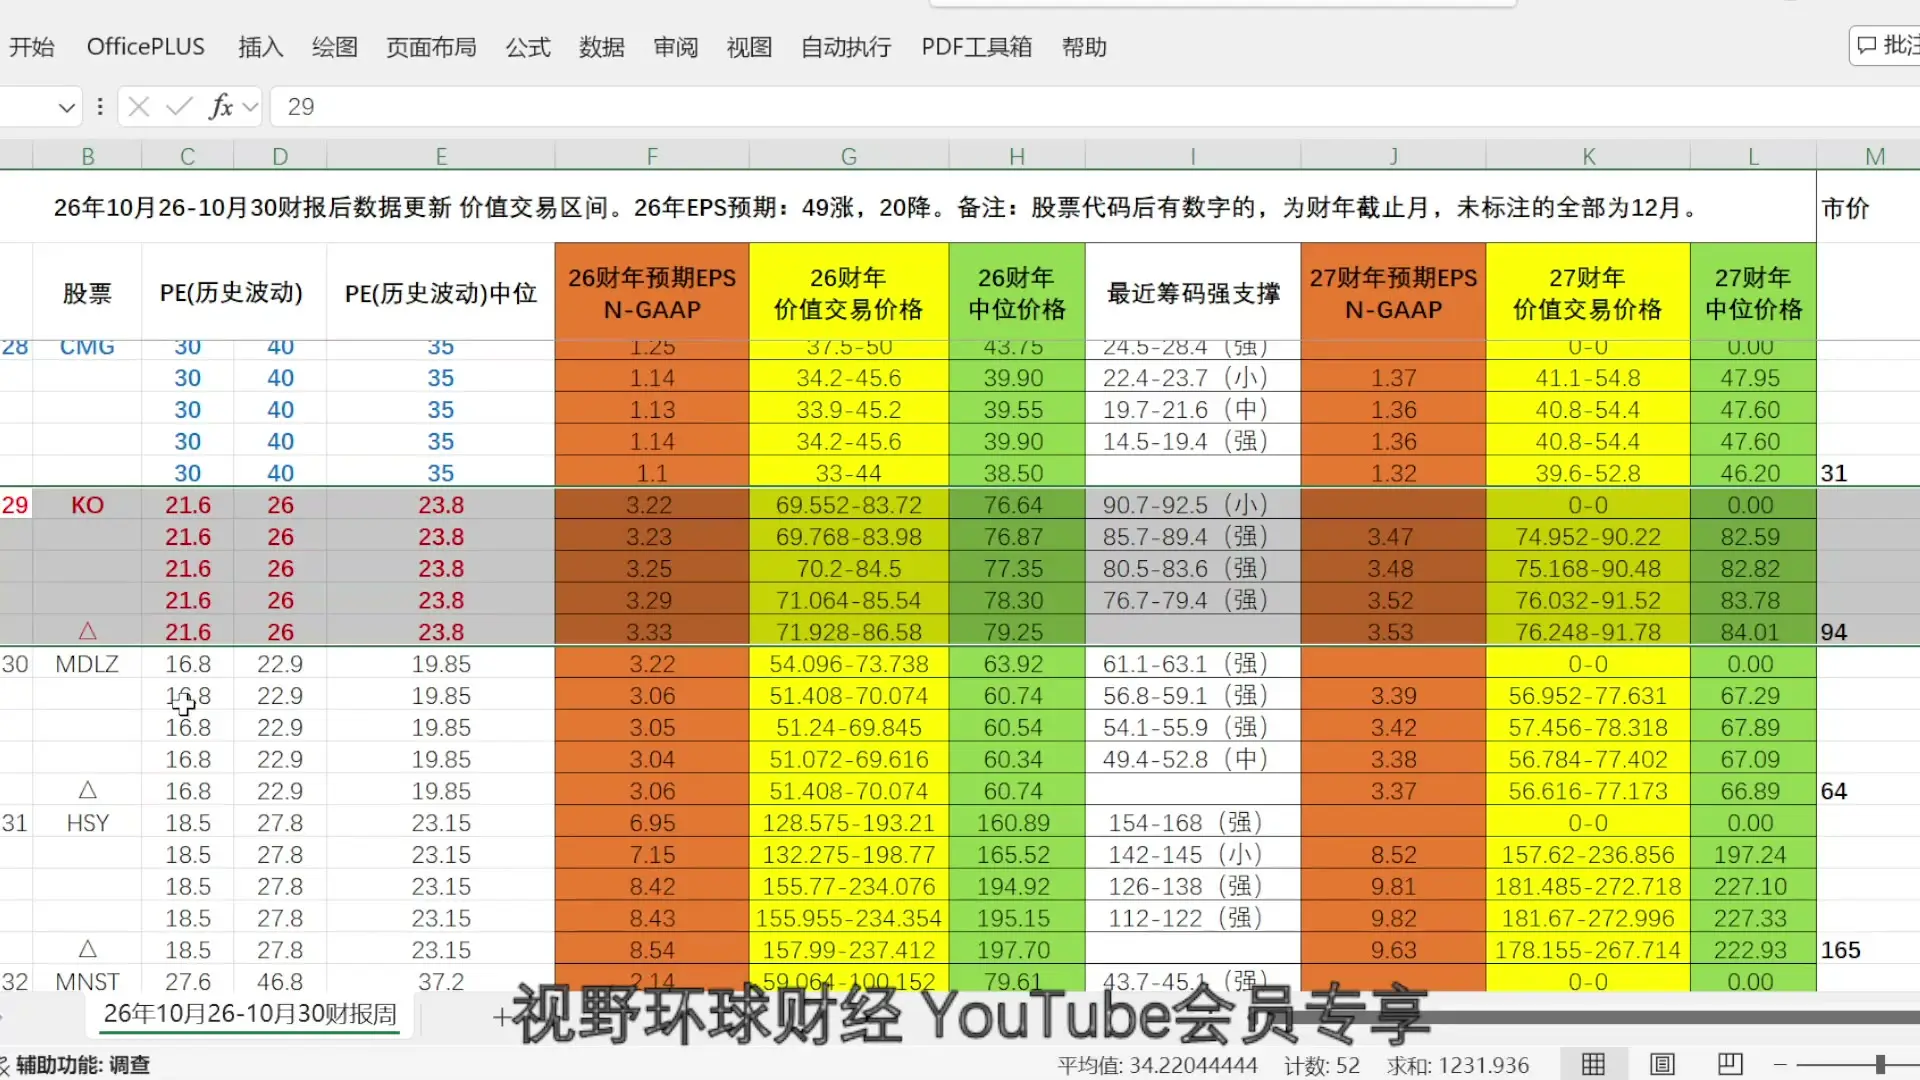 开始 OfficePLUS 插入 绘图 页面布局 公式 数据 审阅 视图 自动执行 PDF工具箱 帮助 批注
fx 29
B C D E F G H I J K L M
26年10月26-10月30财报后数据更新 价值交易区间。26年EPS预期：49涨，20降。备注：股票代码后有数字的，为财年截止月，未标注的全部为12月。 市价
股票 PE(历史波动) PE(历史波动)中位 26财年预期EPS N-GAAP 26财年 价值交易价格 26财年 中位价格 最近筹码强支撑 27财年预期EPS N-GAAP 27财年 价值交易价格 27财年 中位价格
28 CMG 30 40 35 1.25 37.5-50 43.75 24.5-28.4（强） 0-0 0.00
30 40 35 1.14 34.2-45.6 39.90 22.4-23.7（小） 1.37 41.1-54.8 47.95
30 40 35 1.13 33.9-45.2 39.55 19.7-21.6（中） 1.36 40.8-54.4 47.60
30 40 35 1.14 34.2-45.6 39.90 14.5-19.4（强） 1.36 40.8-54.4 47.60
30 40 35 1.1 33-44 38.50 1.32 39.6-52.8 46.20 31
29 KO 21.6 26 23.8 3.22 69.552-83.72 76.64 90.7-92.5（小） 0-0 0.00
21.6 26 23.8 3.23 69.768-83.98 76.87 85.7-89.4（强） 3.47 74.952-90.22 82.59
21.6 26 23.8 3.25 70.2-84.5 77.35 80.5-83.6（强） 3.48 75.168-90.48 82.82
21.6 26 23.8 3.29 71.064-85.54 78.30 76.7-79.4（强） 3.52 76.032-91.52 83.78
△ 21.6 26 23.8 3.33 71.928-86.58 79.25 3.53 76.248-91.78 84.01 94
30 MDLZ 16.8 22.9 19.85 3.22 54.096-73.738 63.92 61.1-63.1（强） 0-0 0.00
16.8 22.9 19.85 3.06 51.408-70.074 60.74 56.8-59.1（强） 3.39 56.952-77.631 67.29
16.8 22.9 19.85 3.05 51.24-69.845 60.54 54.1-55.9（强） 3.42 57.456-78.318 67.89
16.8 22.9 19.85 3.04 51.072-69.616 60.34 49.4-52.8（中） 3.38 56.784-77.402 67.09
△ 16.8 22.9 19.85 3.06 51.408-70.074 60.74 3.37 56.616-77.173 66.89 64
31 HSY 18.5 27.8 23.15 6.95 128.575-193.21 160.89 154-168（强） 0-0 0.00
18.5 27.8 23.15 7.15 132.275-198.77 165.52 142-145（小） 8.52 157.62-236.856 197.24
18.5 27.8 23.15 8.42 155.77-234.076 194.92 126-138（强） 9.81 181.485-272.718 227.10
18.5 27.8 23.15 8.43 155.955-234.354 195.15 112-122（强） 9.82 181.67-272.996 227.33
△ 18.5 27.8 23.15 8.54 157.99-237.412 197.70 9.63 178.155-267.714 222.93 165
32 MNST 27.6 46.8 37.2 2.14 59.064-100.152 79.61 43.7-45.1（强） 0-0 0.00
26年10月26-10月30财报周 +
视野环球财经 YouTube会员专享
辅助功能: 调查 平均值: 34.22044444 计数: 52 求和: 1231.936